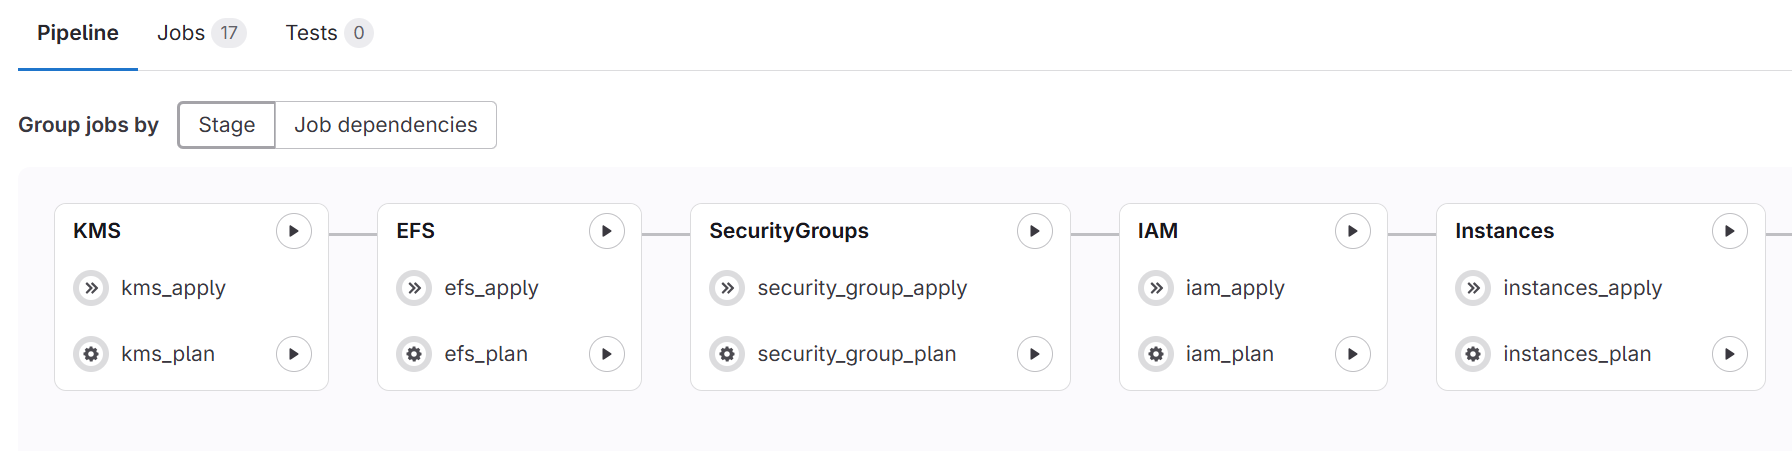 Pipeline Jobs 17 Tests 0
Group jobs by Stage Job dependencies
KMS
kms_apply
kms_plan
EFS
efs_apply
efs_plan
SecurityGroups
security_group_apply
security_group_plan
IAM
iam_apply
iam_plan
Instances
instances_apply
instances_plan